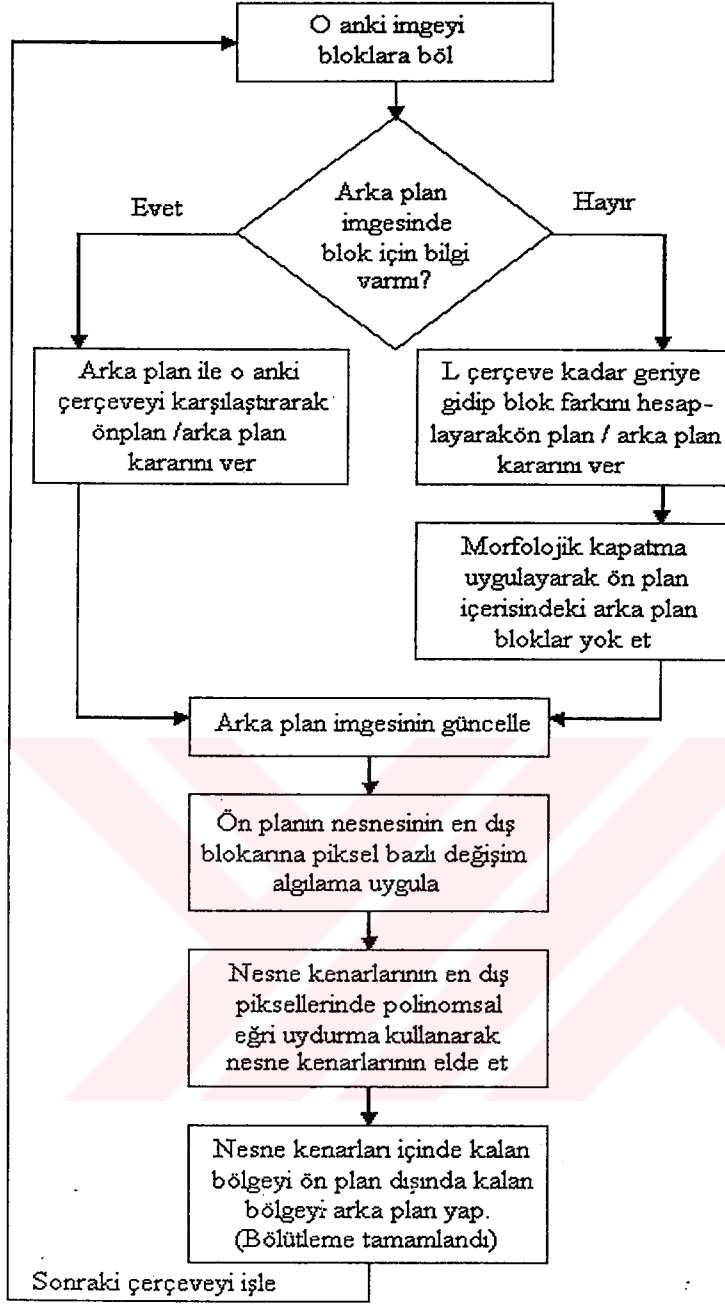 O anki imgeyi
bloklara böl
Arka plan
imgesinde
blok için bilgi
varmı?
Evet
Hayır
Arka plan ile o anki
çerçeveyi karşılaştırarak
önplan /arka plan
kararını ver
L çerçeve kadar geriye
gidip blok farkını hesap-
layarakön plan / arka plan
kararını ver
Morfolojik kapatma
uygulayarak ön plan
içerisindeki arka plan
bloklar yok et
Arka plan imgesinin güncelle
Ön planın nesnesinin en dış
blokarına piksel bazlı değişim
algılama uygula
Nesne kenarlarının en dış
piksellerinde polinomsal
eğri uydurma kullanarak
nesne kenarlarının elde et
Nesne kenarları içinde kalan
bölgeyi ön plan dışında kalan
bölgeyi arka plan yap.
(Bölütleme tamamlandı)
Sonraki çerçeveyi işle